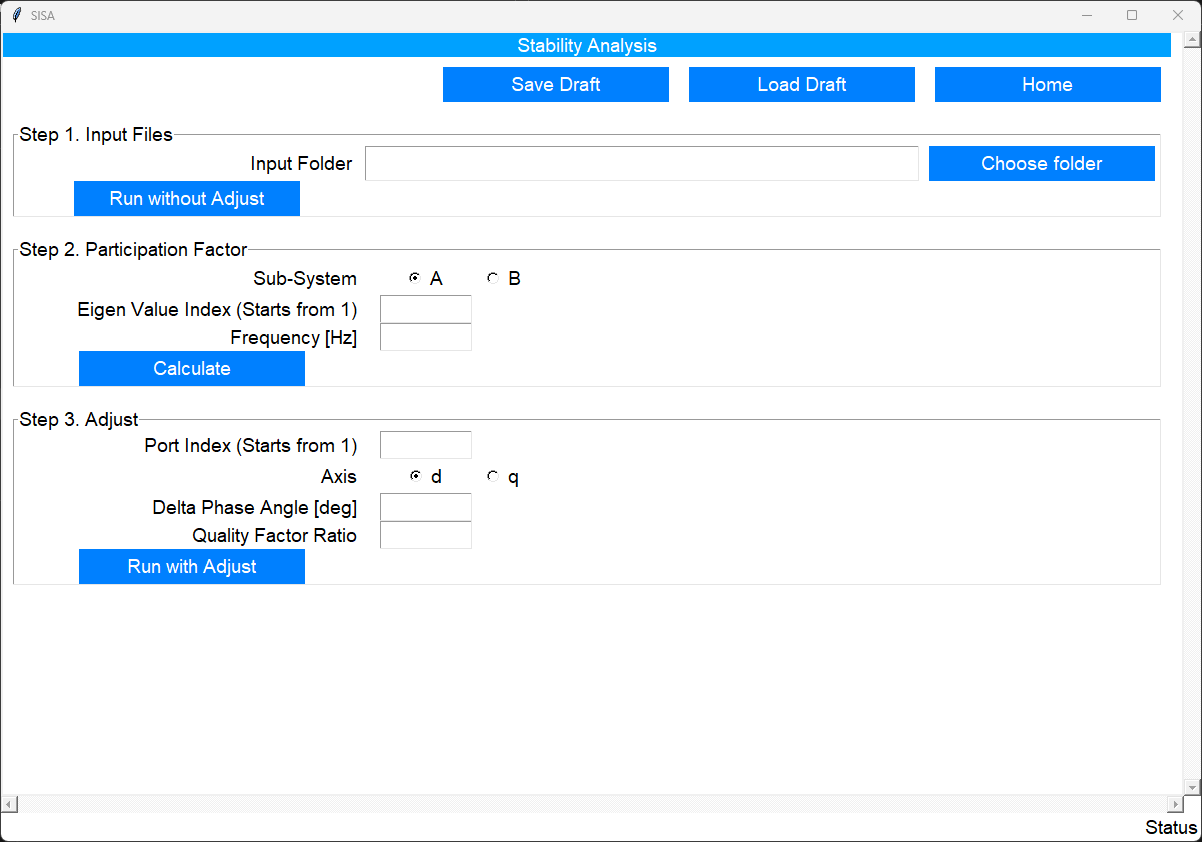 SISA
Stability Analysis
Save Draft Load Draft Home
Step 1. Input Files
Input Folder Choose folder
Run without Adjust
Step 2. Participation Factor
Sub-System A B
Eigen Value Index (Starts from 1)
Frequency [Hz]
Calculate
Step 3. Adjust
Port Index (Starts from 1)
Axis d q
Delta Phase Angle [deg]
Quality Factor Ratio
Run with Adjust
Status